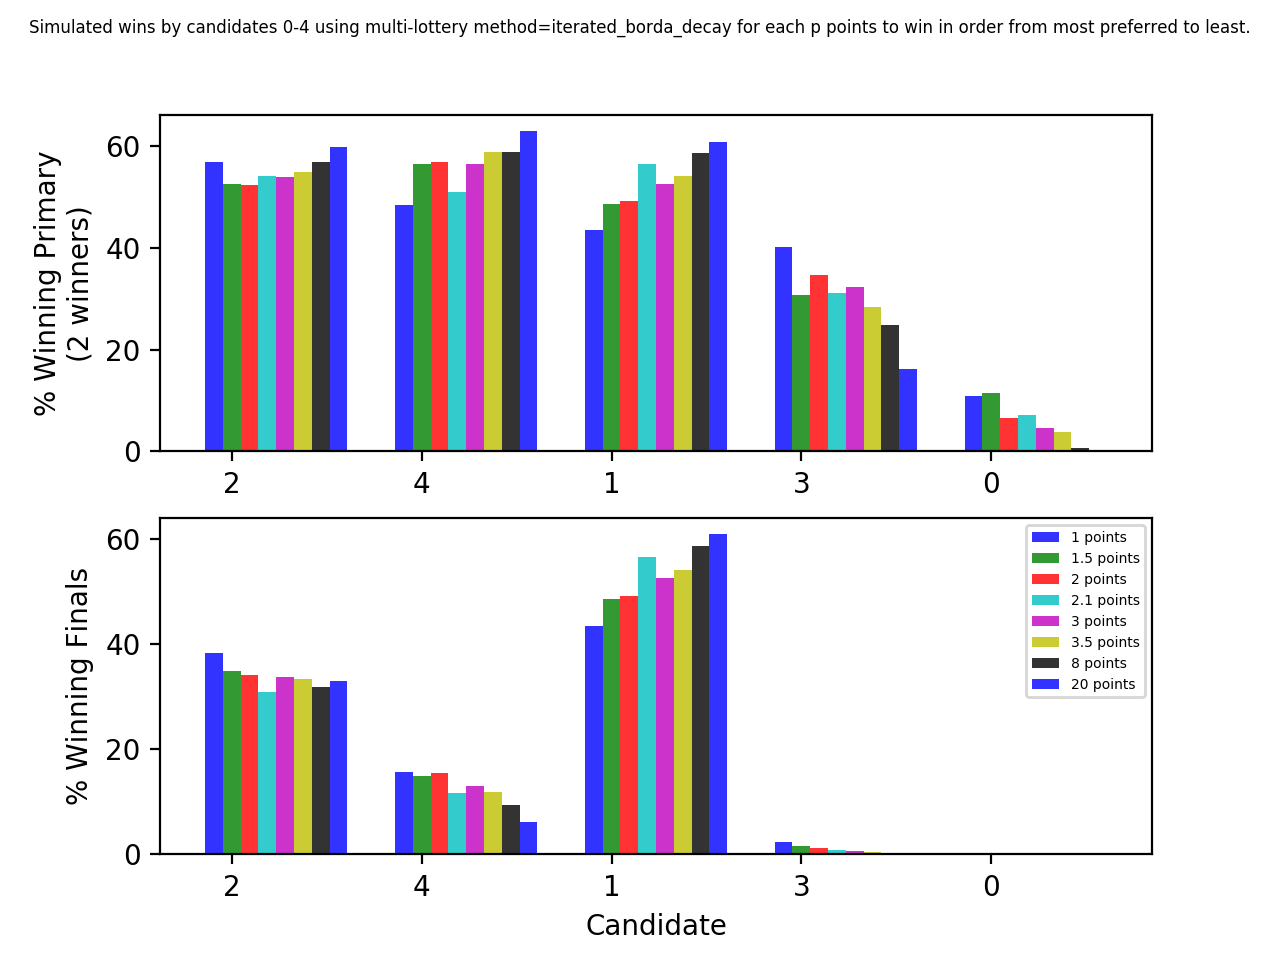 Simulated wins by candidates 0-4 using multi-lottery method=iterated_borda_decay for each p points to win in order from most preferred to least.
% Winning Primary
(2 winners)
60
40
20
0
2 4 1 3 0
% Winning Finals
60
40
20
0
1 points
1.5 points
2 points
2.1 points
3 points
3.5 points
8 points
20 points
2 4 1 3 0
Candidate